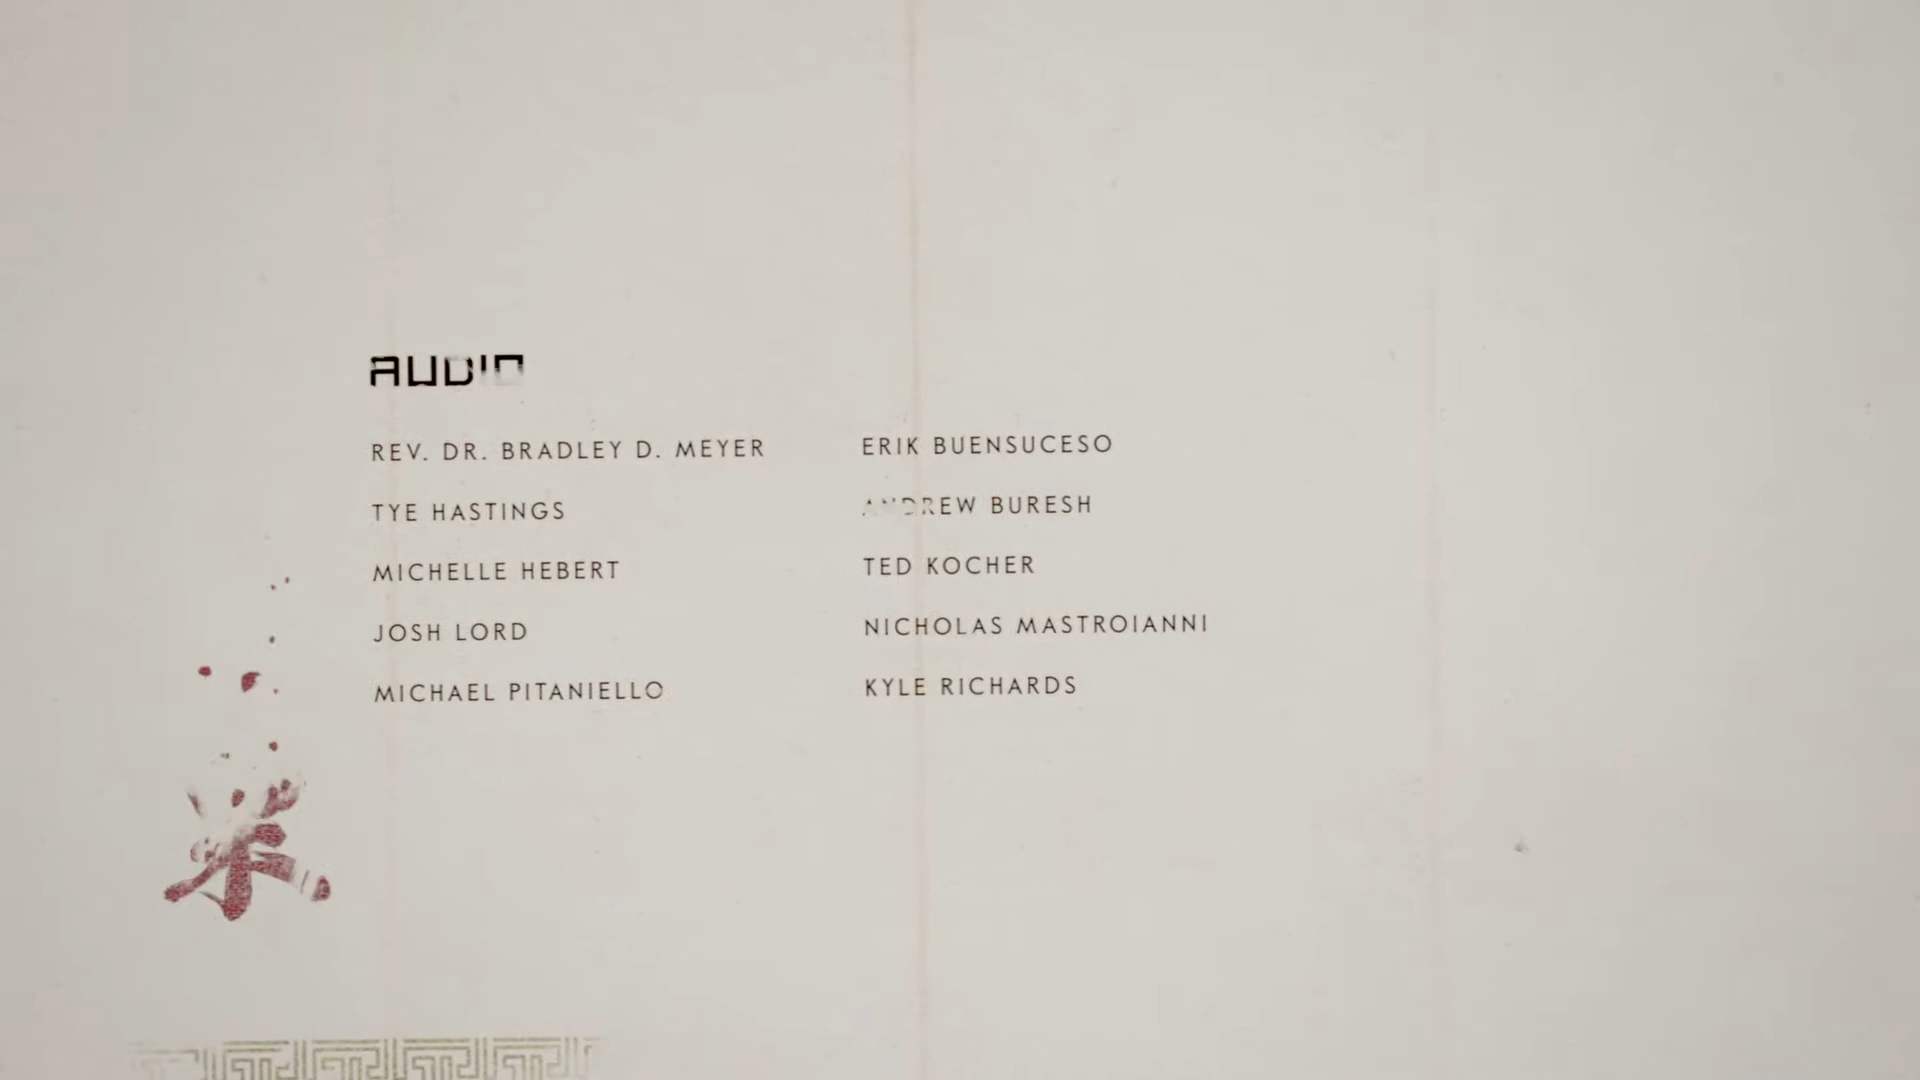 AUDIO
REV. DR. BRADLEY D. MEYER
TYE HASTINGS
MICHELLE HEBERT
JOSH LORD
MICHAEL PITANIELLO
ERIK BUENSUCESO
ANDREW BURESH
TED KOCHER
NICHOLAS MASTROIANNI
KYLE RICHARDS